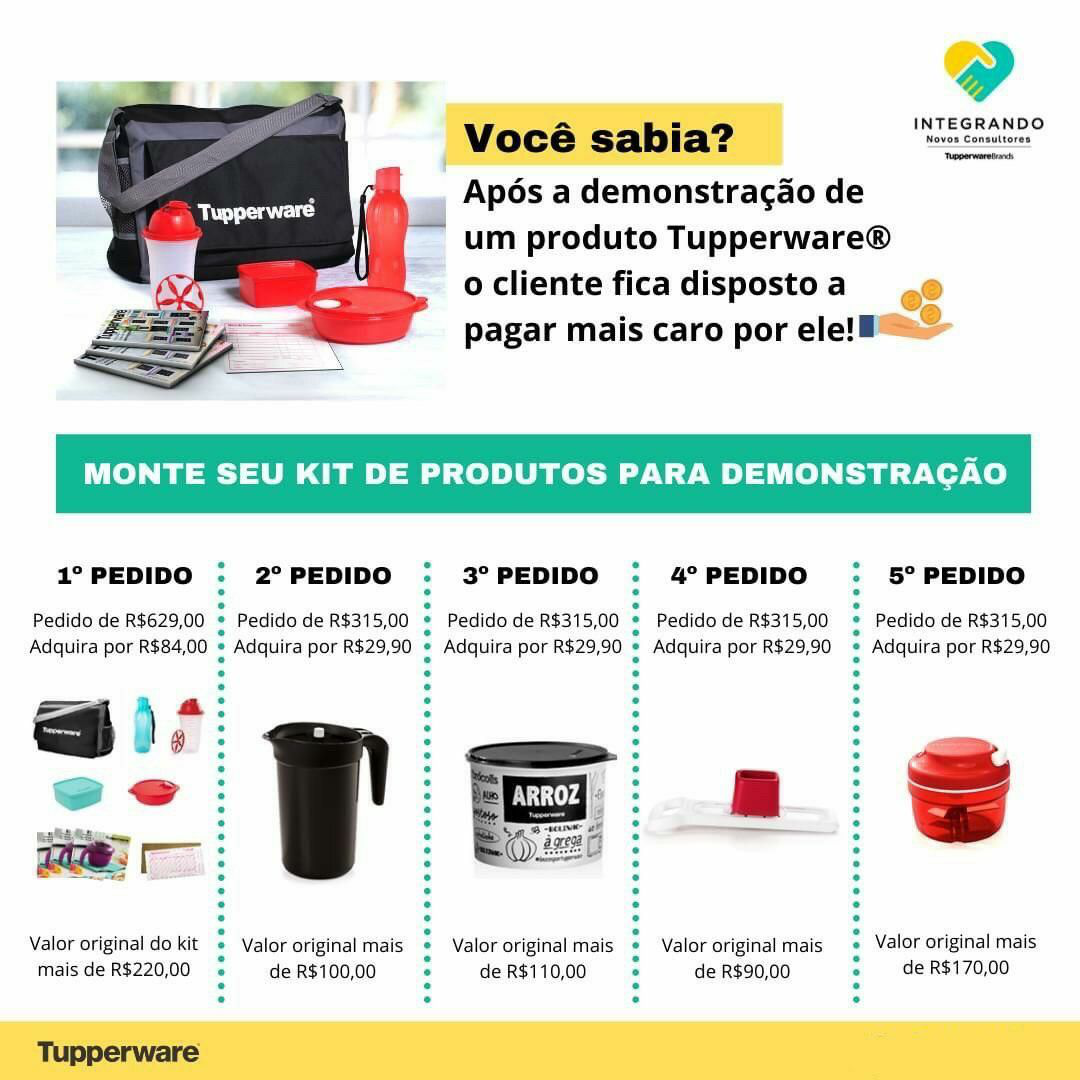 INTEGRANDO
Novos Consultores
TupperwareBrands
Você sabia?
Após a demonstração de
um produto Tupperware®
o cliente fica disposto a
pagar mais caro por ele!
Tupperware
Tupperware
MONTE SEU KIT DE PRODUTOS PARA DEMONSTRAÇÃO
1º PEDIDO
Pedido de R$629,00
Adquira por R$84,00
Tupperware
Valor original do kit
mais de R$220,00
2º PEDIDO
Pedido de R$315,00
Adquira por R$29,90
Valor original mais
de R$100,00
3º PEDIDO
Pedido de R$315,00
Adquira por R$29,90
brócolis
ALHO
ARROZ
Tupperware
BOLINHO
à grega
Valor original mais
de R$110,00
4º PEDIDO
Pedido de R$315,00
Adquira por R$29,90
Valor original mais
de R$90,00
5º PEDIDO
Pedido de R$315,00
Adquira por R$29,90
Valor original mais
de R$170,00
Tupperware